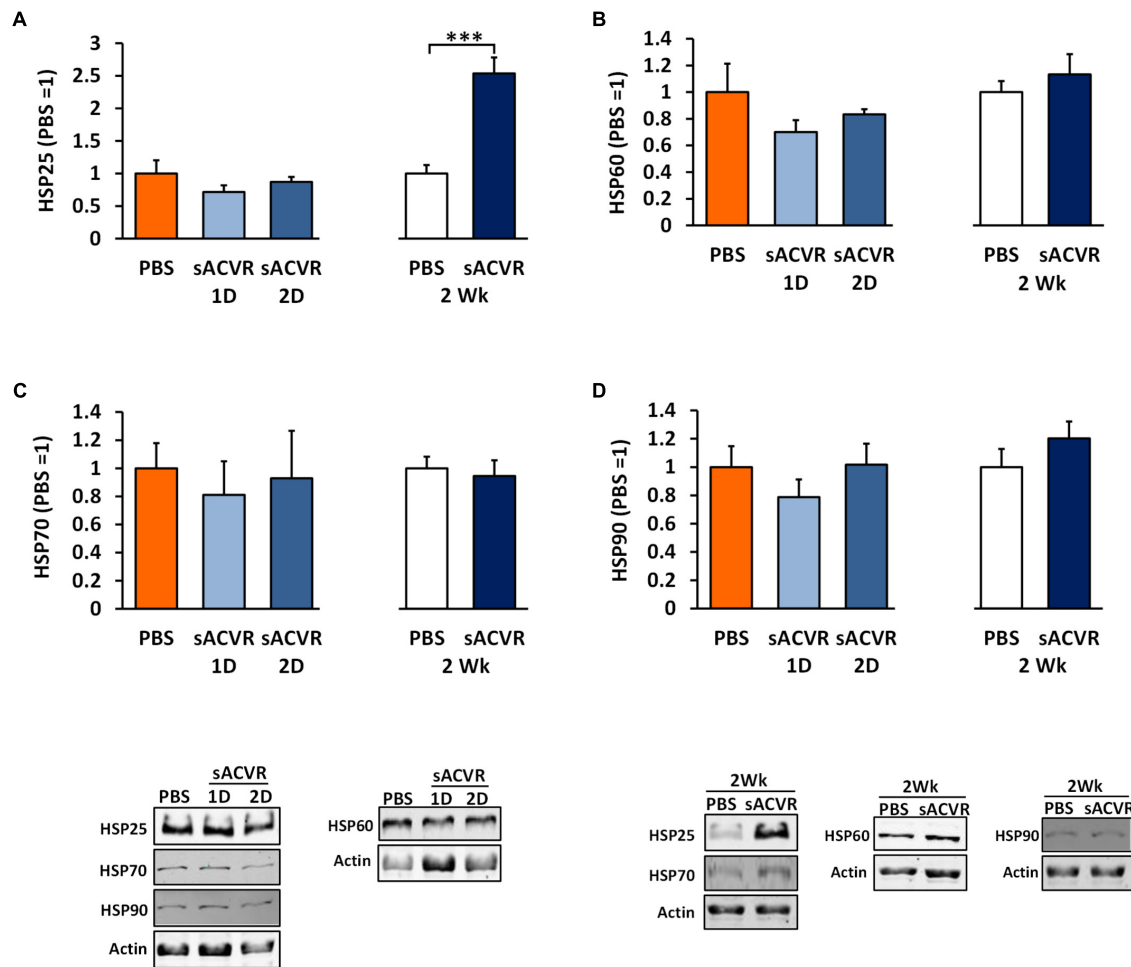 A
HSP25 (PBS =1)
3
2.5
2
1.5
1
0.5
0
***
PBS sACVR sACVR PBS sACVR
1D 2D 2 Wk
B
HSP60 (PBS =1)
1.4
1.2
1
0.8
0.6
0.4
0.2
0
PBS sACVR sACVR PBS sACVR
1D 2D 2 Wk
C
HSP70 (PBS =1)
1.4
1.2
1
0.8
0.6
0.4
0.2
0
PBS sACVR sACVR PBS sACVR
1D 2D 2 Wk
D
HSP90 (PBS =1)
1.4
1.2
1
0.8
0.6
0.4
0.2
0
PBS sACVR sACVR PBS sACVR
1D 2D 2 Wk
sACVR
PBS 1D 2D
HSP25
HSP70
HSP90
Actin
sACVR
PBS 1D 2D
HSP60
Actin
2Wk
PBS sACVR
HSP25
HSP70
Actin
2Wk
PBS sACVR
HSP60
Actin
2Wk
PBS sACVR
HSP90
Actin